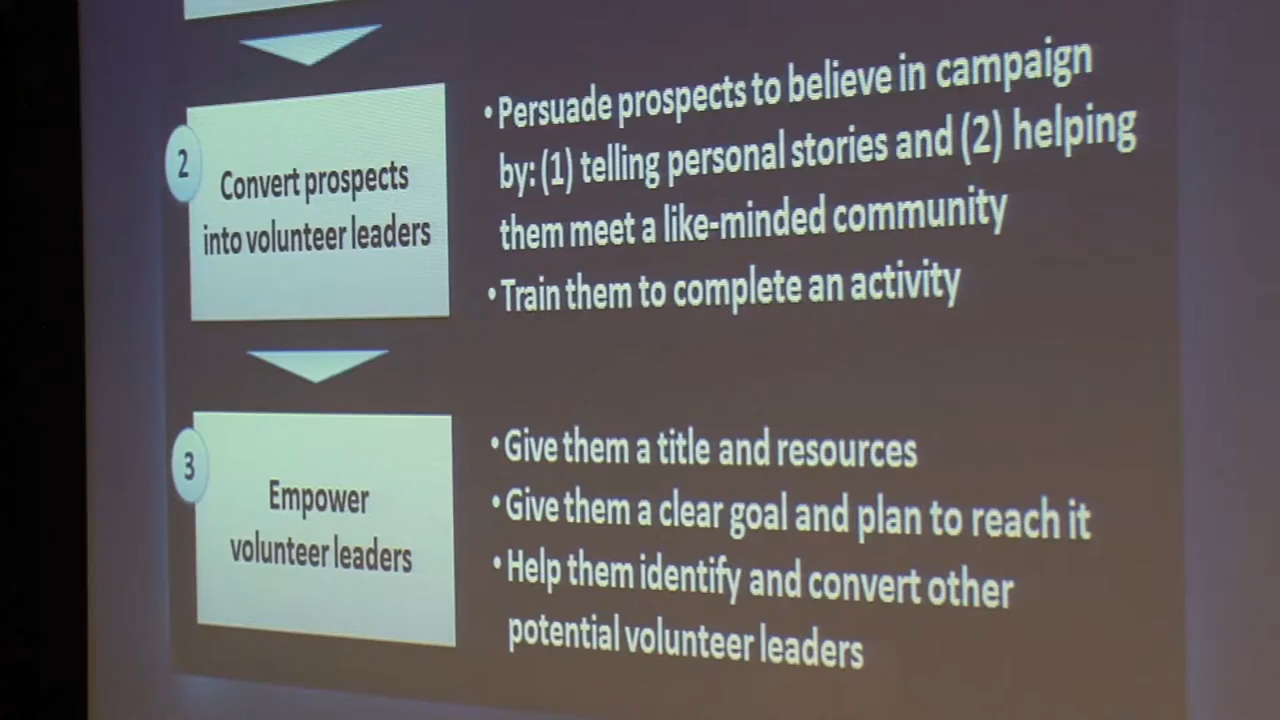 2
Convert prospects
into volunteer leaders
• Persuade prospects to believe in campaign
by: (1) telling personal stories and (2) helping
them meet a like-minded community
• Train them to complete an activity
3
Empower
volunteer leaders
• Give them a title and resources
• Give them a clear goal and plan to reach it
• Help them identify and convert other
potential volunteer leaders